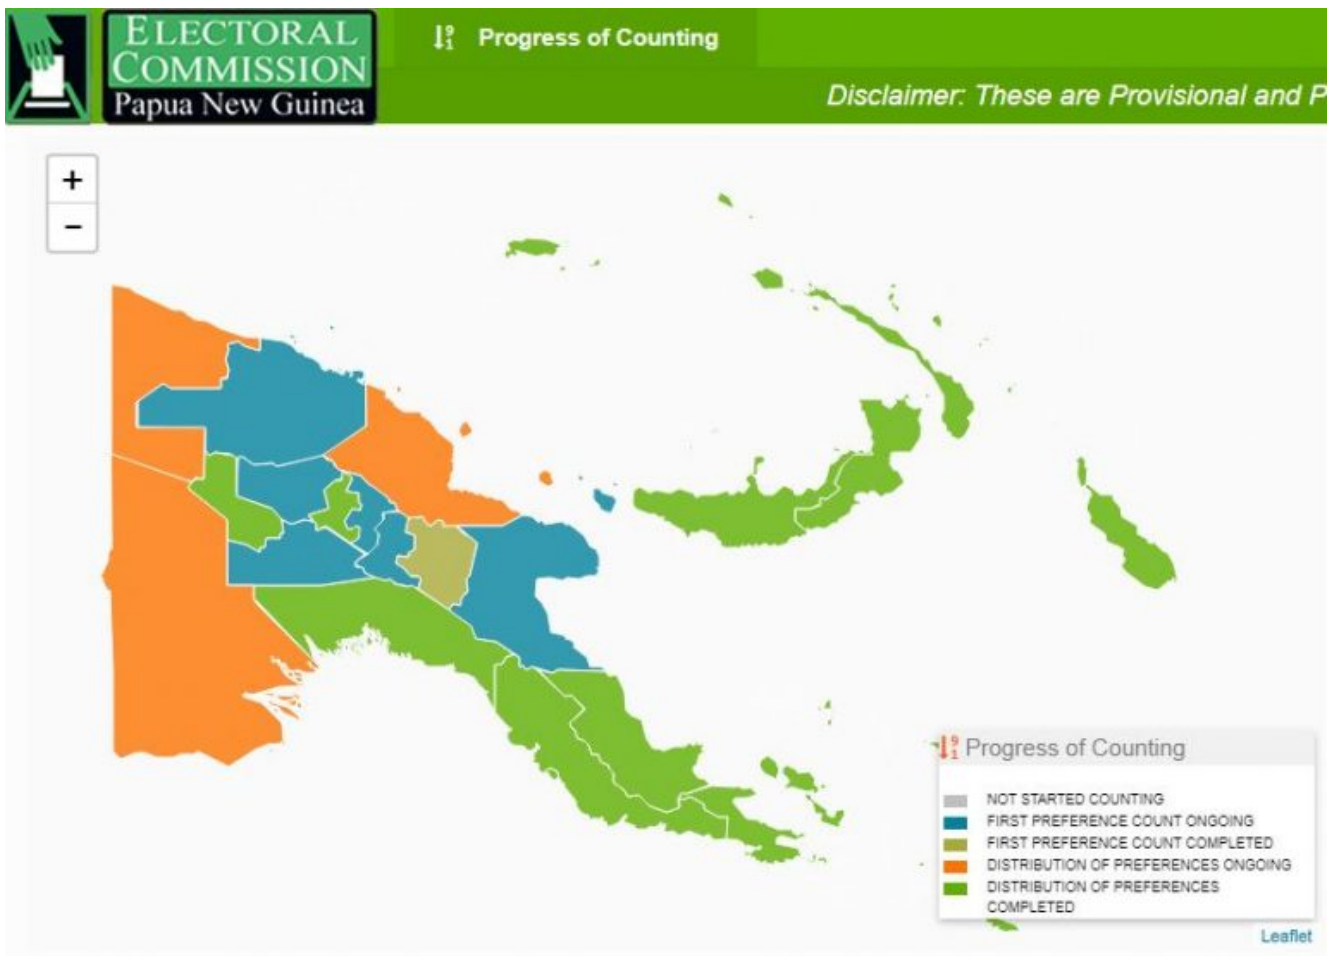 ELECTORAL
COMMISSION
Papua New Guinea
Progress of Counting
Disclaimer: These are Provisional and P
+
−
Progress of Counting
NOT STARTED COUNTING
FIRST PREFERENCE COUNT ONGOING
FIRST PREFERENCE COUNT COMPLETED
DISTRIBUTION OF PREFERENCES ONGOING
DISTRIBUTION OF PREFERENCES
COMPLETED
Leaflet